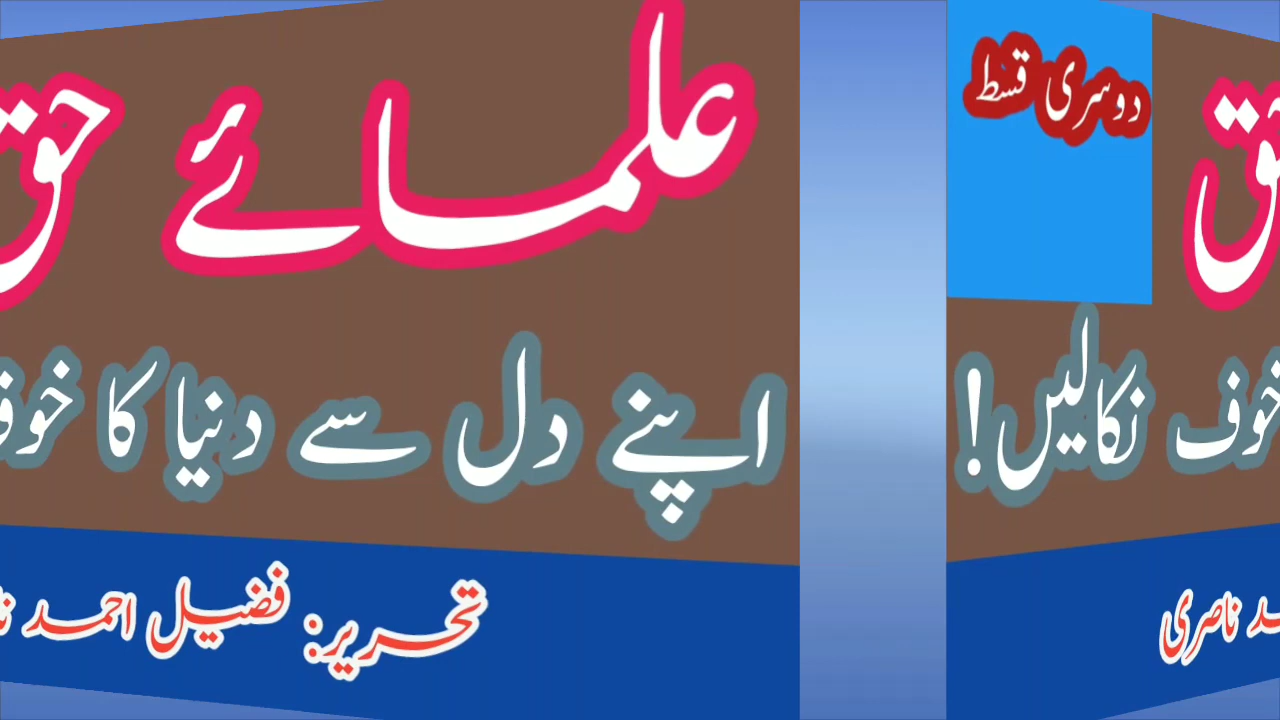 دوسری قسط
علمائے حق
اپنے دل سے دنیا کا خوف نکالیں!
تحریر: فضیل احمد ناصری